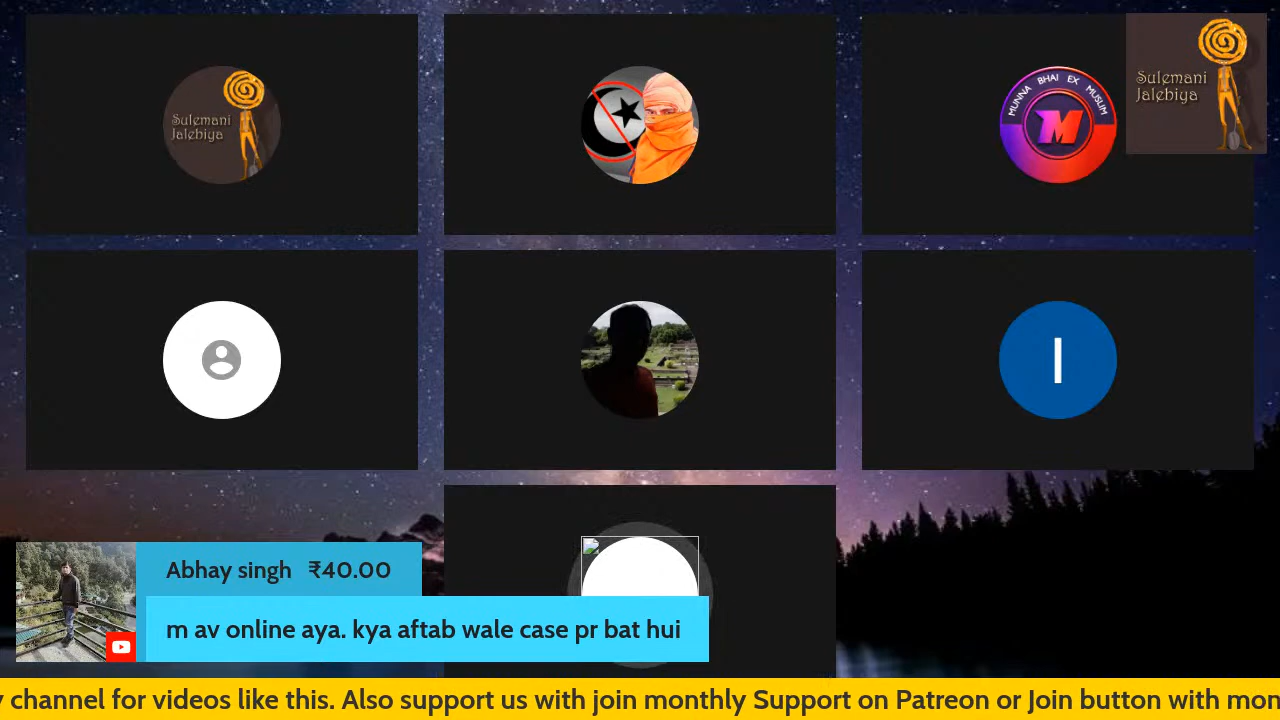 Sulemani
Jalebiya
MUNNA BHAI EX MUSLIM
M
Sulemani
Jalebiya
I
Abhay singh ₹40.00
m av online aya. kya aftab wale case pr bat hui
channel for videos like this. Also support us with join monthly Support on Patreon or Join button with